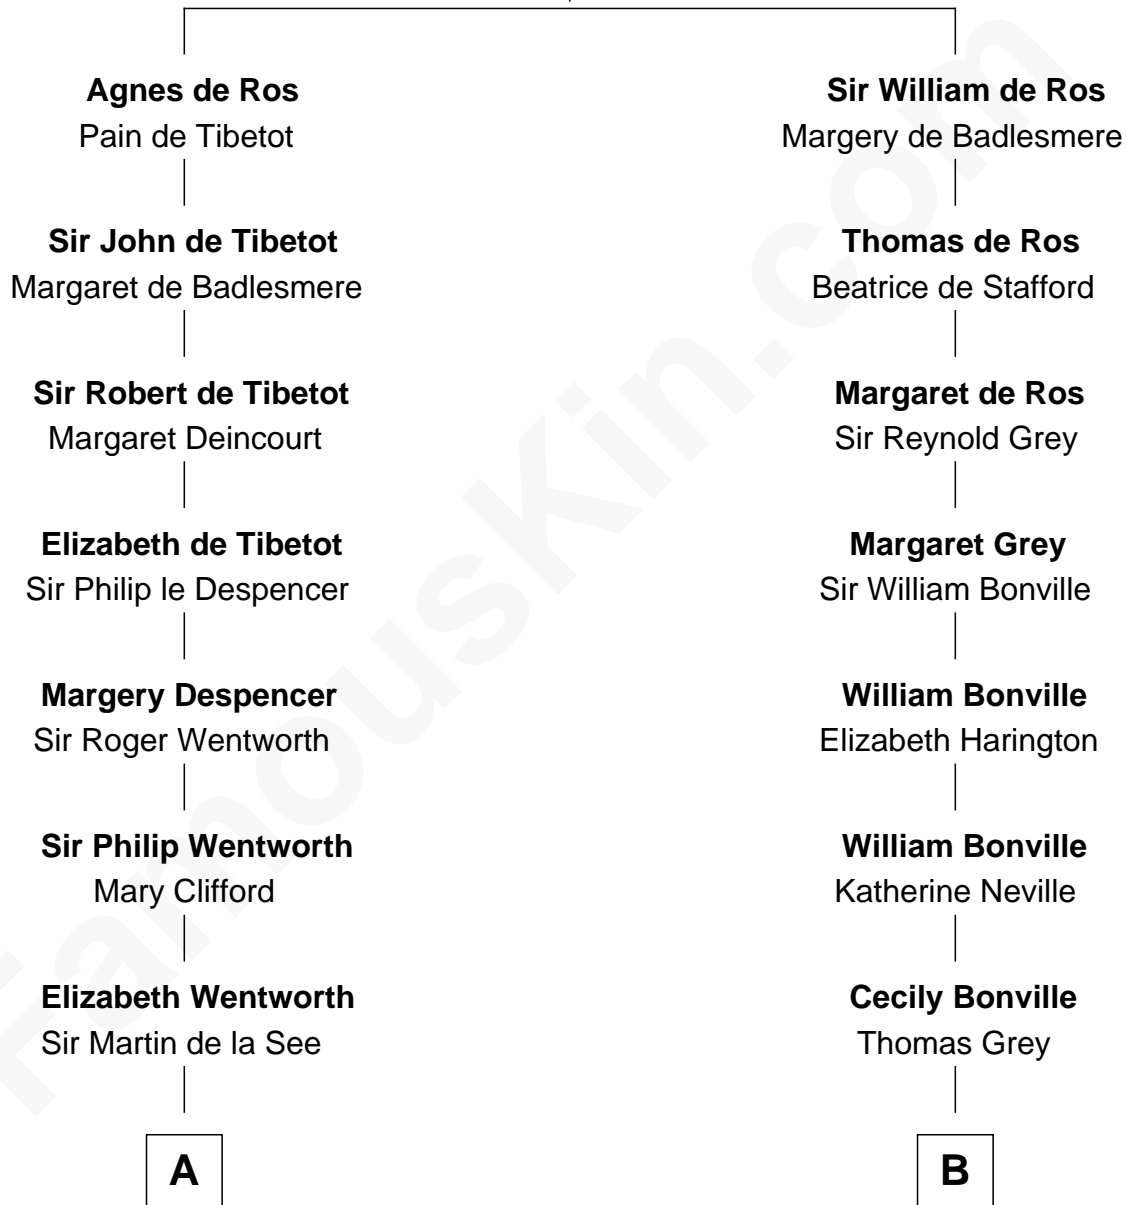 Agnes de Ros
Pain de Tibetot
Sir John de Tibetot
Margaret de Badlesmere
Sir Robert de Tibetot
Margaret Deincourt
Elizabeth de Tibetot
Sir Philip le Despencer
Margery Despencer
Sir Roger Wentworth
Sir Philip Wentworth
Mary Clifford
Elizabeth Wentworth
Sir Martin de la See
A
Sir William de Ros
Margery de Badlesmere
Thomas de Ros
Beatrice de Stafford
Margaret de Ros
Sir Reynold Grey
Margaret Grey
Sir William Bonville
William Bonville
Elizabeth Harington
William Bonville
Katherine Neville
Cecily Bonville
Thomas Grey
B
FamousKin.com